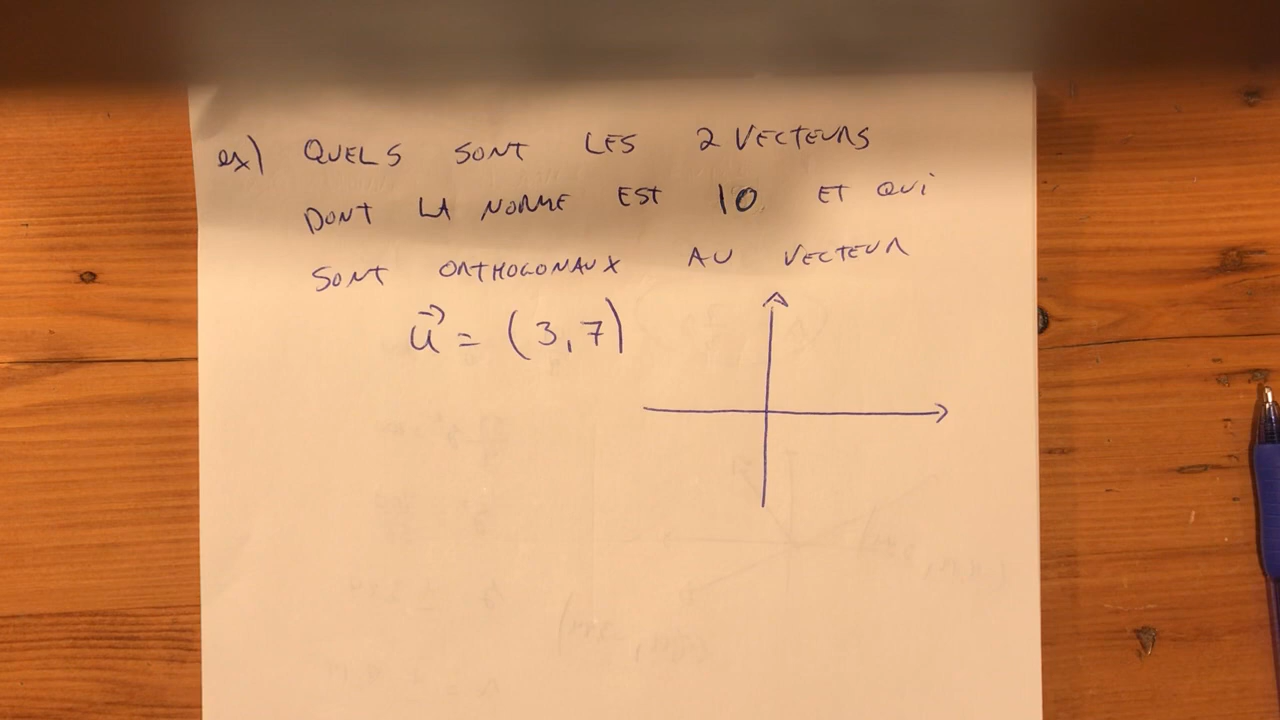 ex) QUELS SONT LES 2 VECTEURS
DONT LA NORME EST 10 ET QUI
SONT ORTHOGONAUX AU VECTEUR
u⃗ = (3,7)